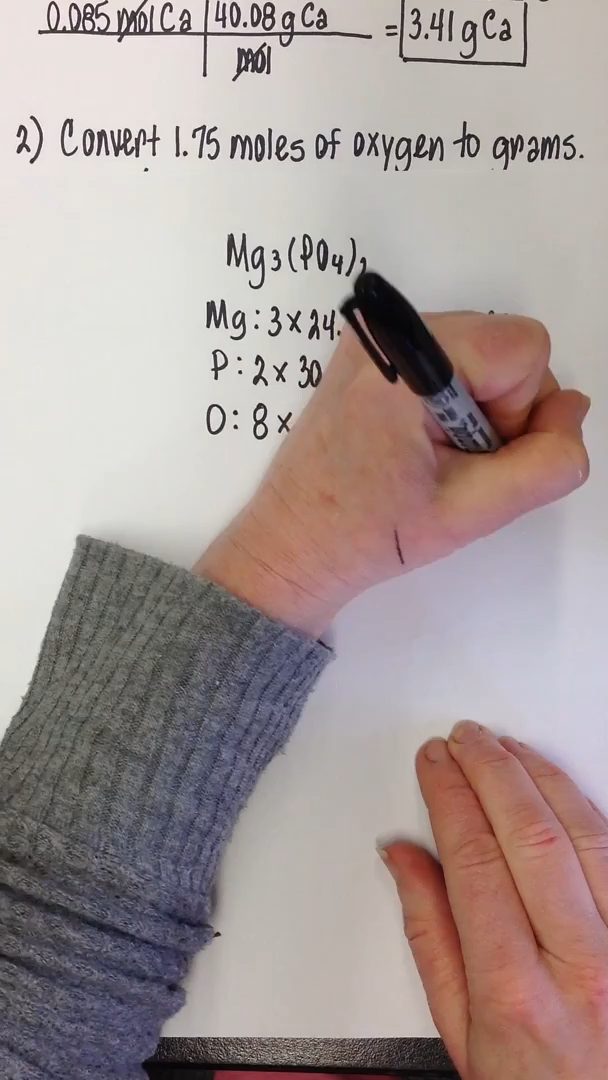 0.085 mol Ca | 40.08 g Ca = 3.41 g Ca
mol
2) Convert 1.75 moles of oxygen to grams.
Mg3(PO4)2
Mg: 3 x 24.
P: 2 x 30
O: 8 x